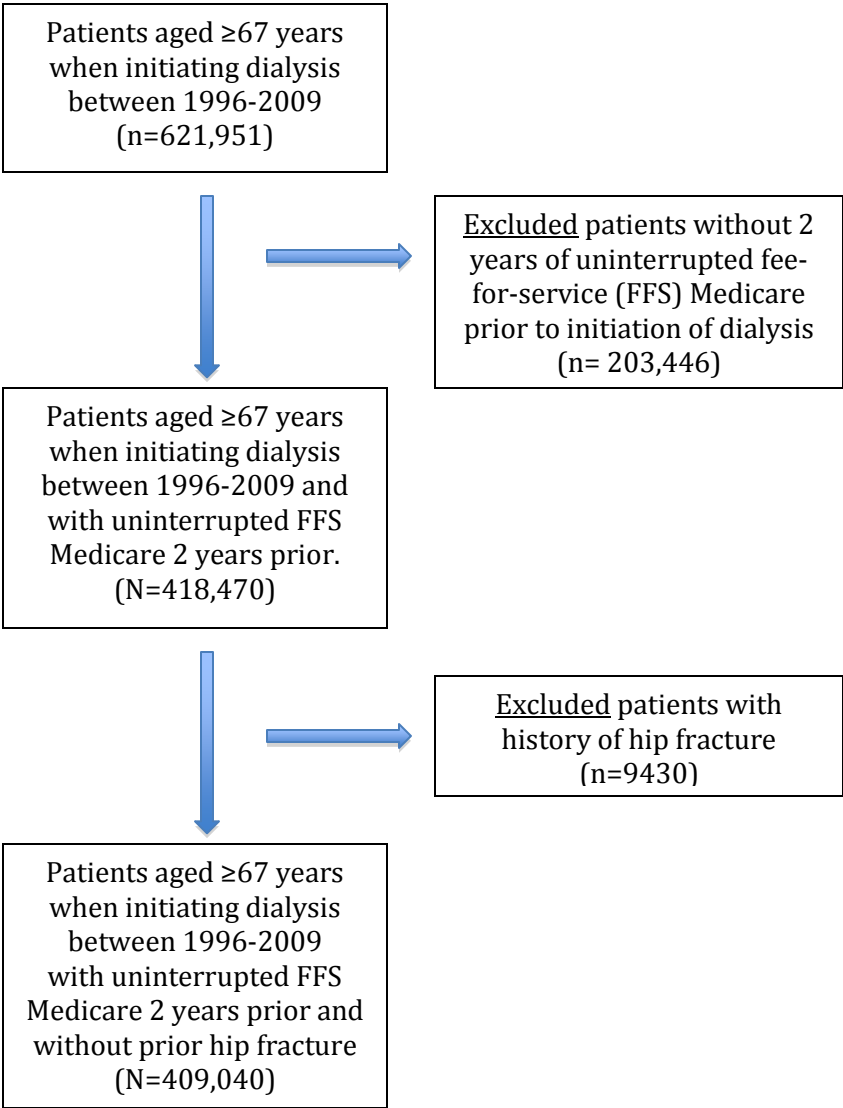 Patients aged ≥67 years
when initiating dialysis
between 1996-2009
(n=621,951)
Excluded patients without 2
years of uninterrupted fee-
for-service (FFS) Medicare
prior to initiation of dialysis
(n= 203,446)
Patients aged ≥67 years
when initiating dialysis
between 1996-2009 and
with uninterrupted FFS
Medicare 2 years prior.
(N=418,470)
Excluded patients with
history of hip fracture
(n=9430)
Patients aged ≥67 years
when initiating dialysis
between 1996-2009
with uninterrupted FFS
Medicare 2 years prior and
without prior hip fracture
(N=409,040)